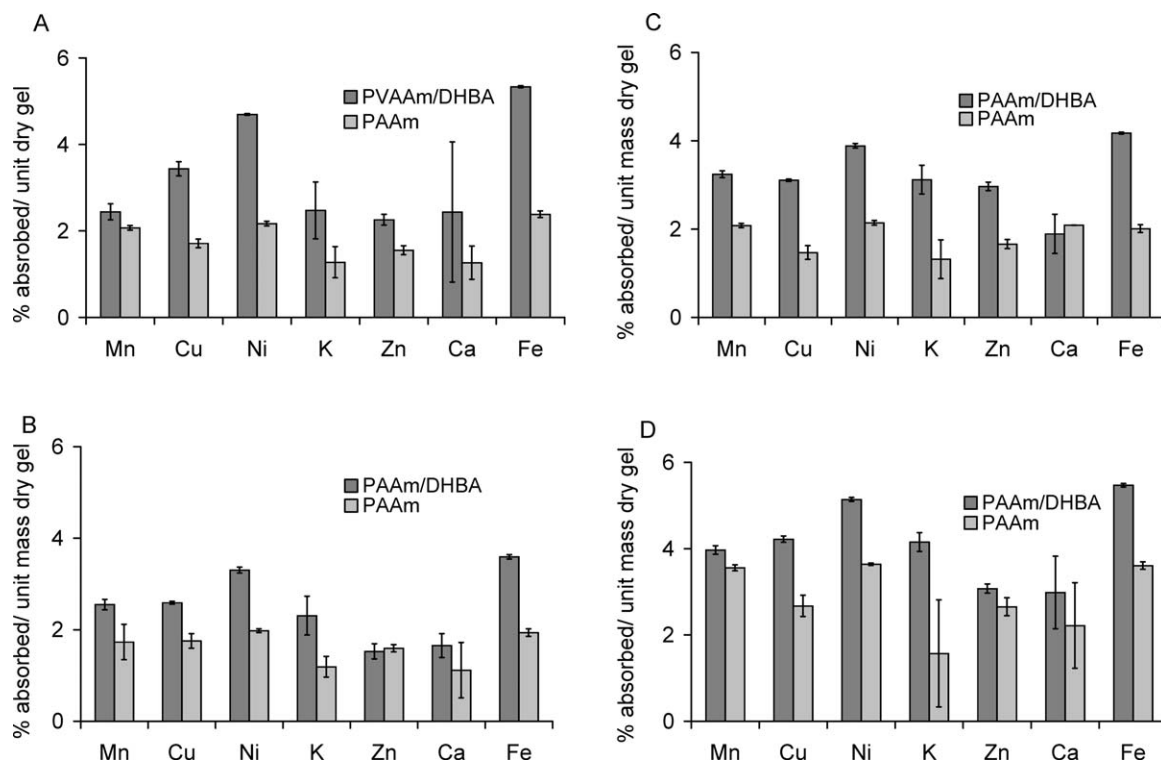 A
% absrobed/ unit dry gel
6
4
2
0
PVAAm/DHBA
PAAm
Mn Cu Ni K Zn Ca Fe
C
% absorbed/ unit mass dry gel
6
5
4
3
2
1
0
PAAm/DHBA
PAAm
Mn Cu Ni K Zn Ca Fe
B
% absorbed/ unit mass dry gel
6
4
2
0
PAAm/DHBA
PAAm
Mn Cu Ni K Zn Ca Fe
D
% absorbed/ unit mass dry gel
6
4
2
0
PAAm/DHBA
PAAm
Mn Cu Ni K Zn Ca Fe